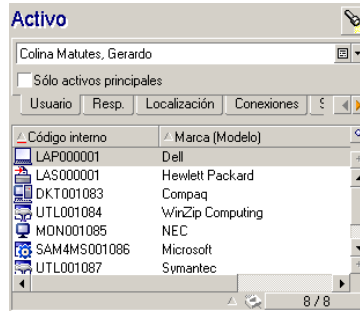 Activo
Colina Matutes, Gerardo
Sólo activos principales
Usuario Resp. Localización Conexiones
Código interno Marca (Modelo)
LAP000001 Dell
LAS000001 Hewlett Packard
DKT001083 Compaq
UTL001084 WinZip Computing
MON001085 NEC
SAM4MS001086 Microsoft
UTL001087 Symantec
8 / 8